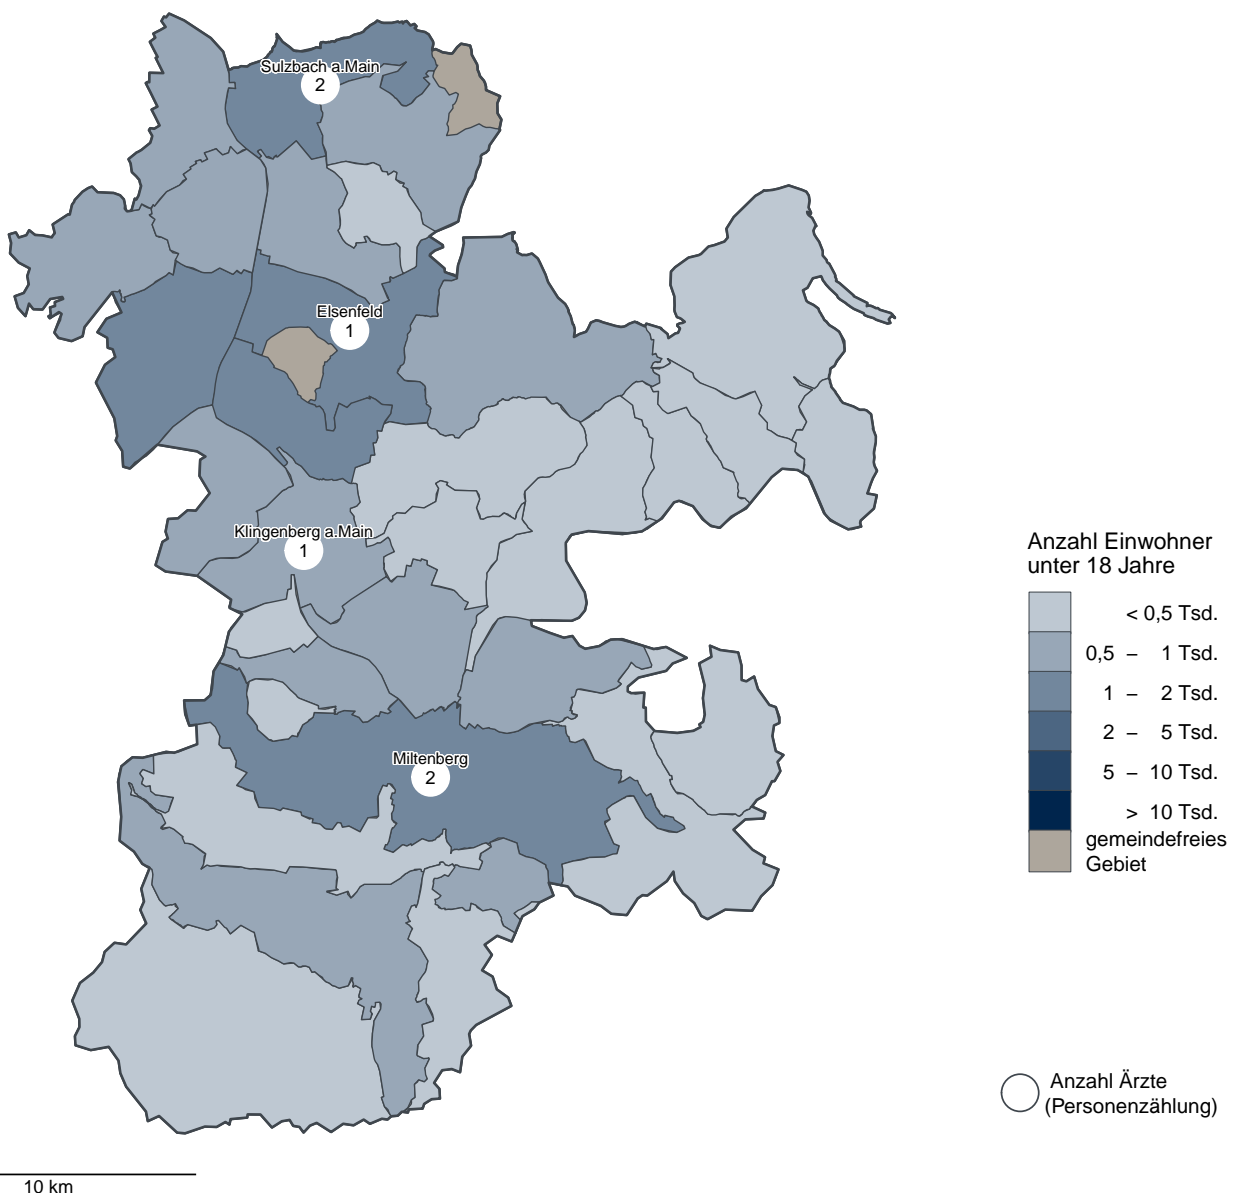 Sulzbach a.Main
2
Elsenfeld
1
Klingenberg a.Main
1
Miltenberg
2
Anzahl Einwohner
unter 18 Jahre
< 0,5 Tsd.
0,5 – 1 Tsd.
1 – 2 Tsd.
2 – 5 Tsd.
5 – 10 Tsd.
> 10 Tsd.
gemeindefreies
Gebiet
Anzahl Ärzte
(Personenzählung)
10 km